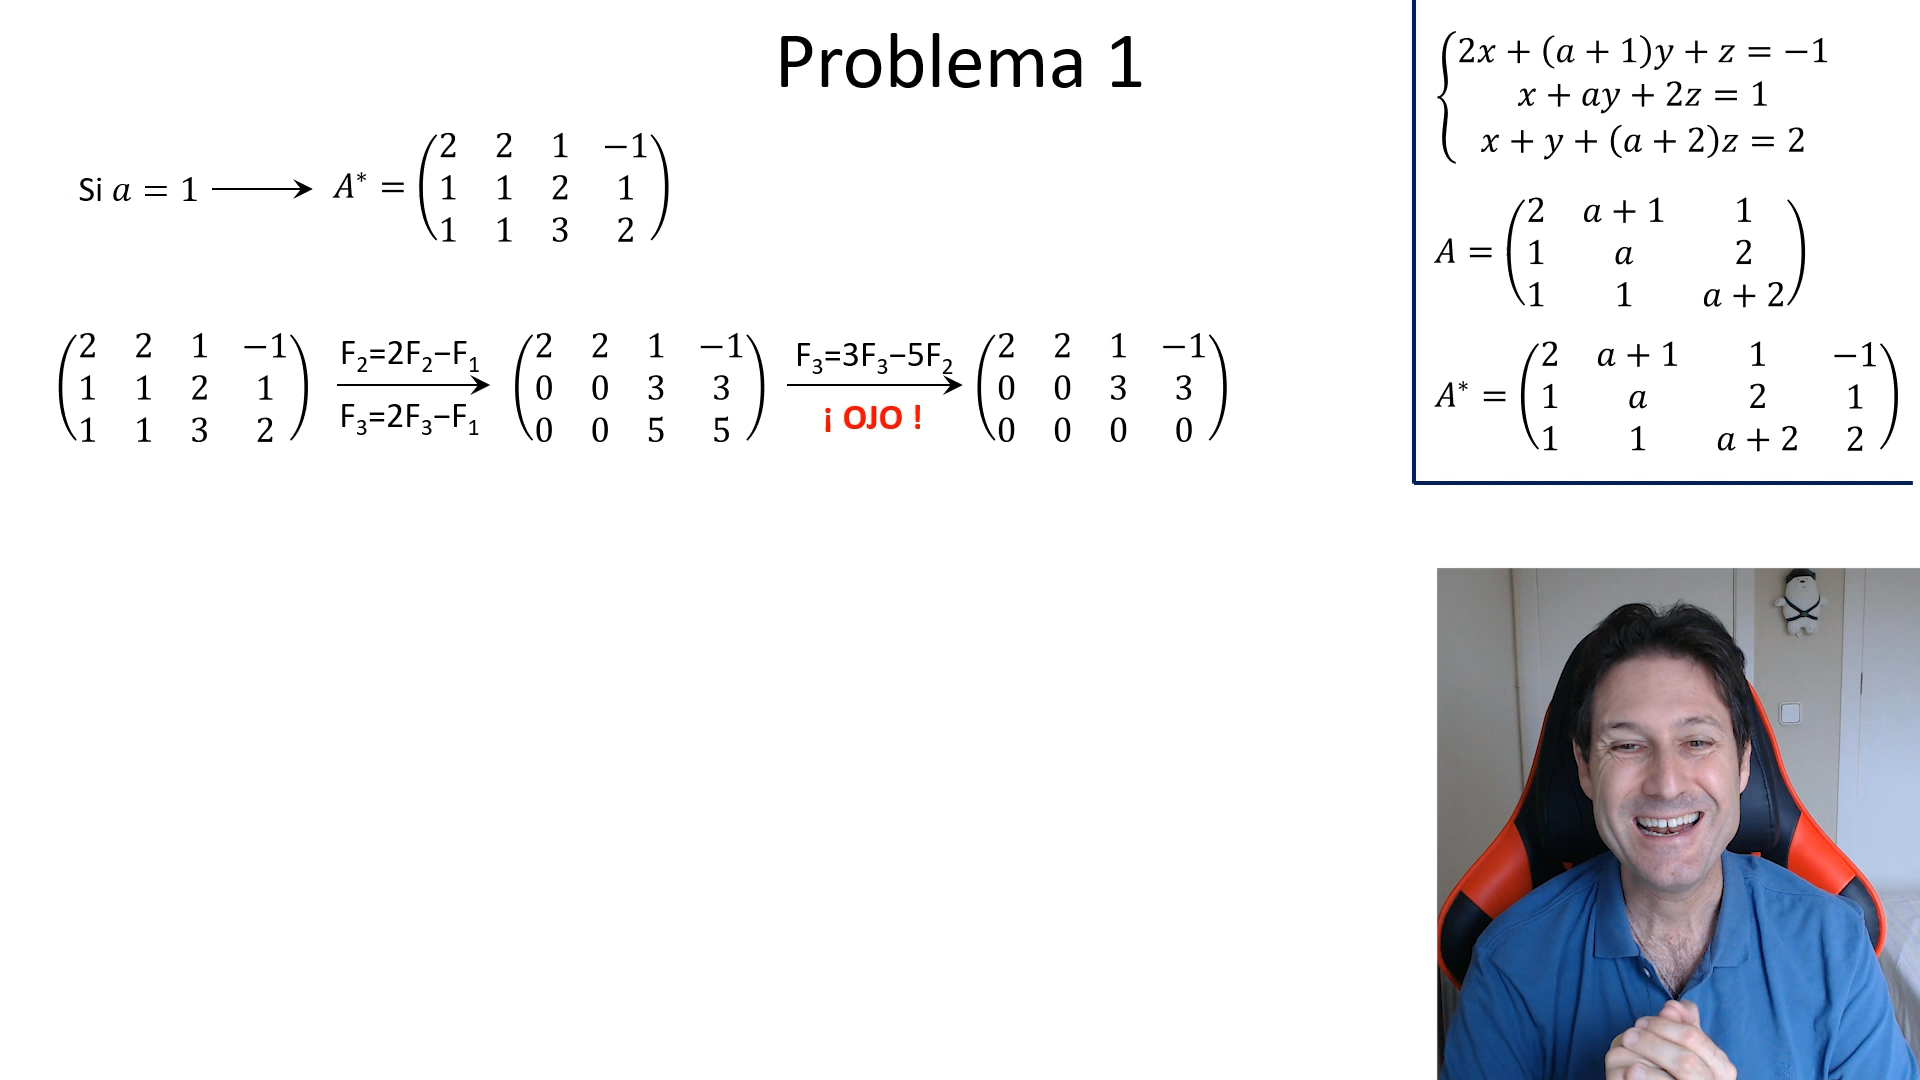 Problema 1
Si a = 1 ⟶ A* =
2 2 1 −1
1 1 2 1
1 1 3 2
2 2 1 −1
1 1 2 1
1 1 3 2
F₂=2F₂−F₁
F₃=2F₃−F₁
2 2 1 −1
0 0 3 3
0 0 5 5
F₃=3F₃−5F₂
¡ OJO !
2 2 1 −1
0 0 3 3
0 0 0 0
2x + (a + 1)y + z = −1
x + ay + 2z = 1
x + y + (a + 2)z = 2
A =
2 a + 1 1
1 a 2
1 1 a + 2
A* =
2 a + 1 1 −1
1 a 2 1
1 1 a + 2 2